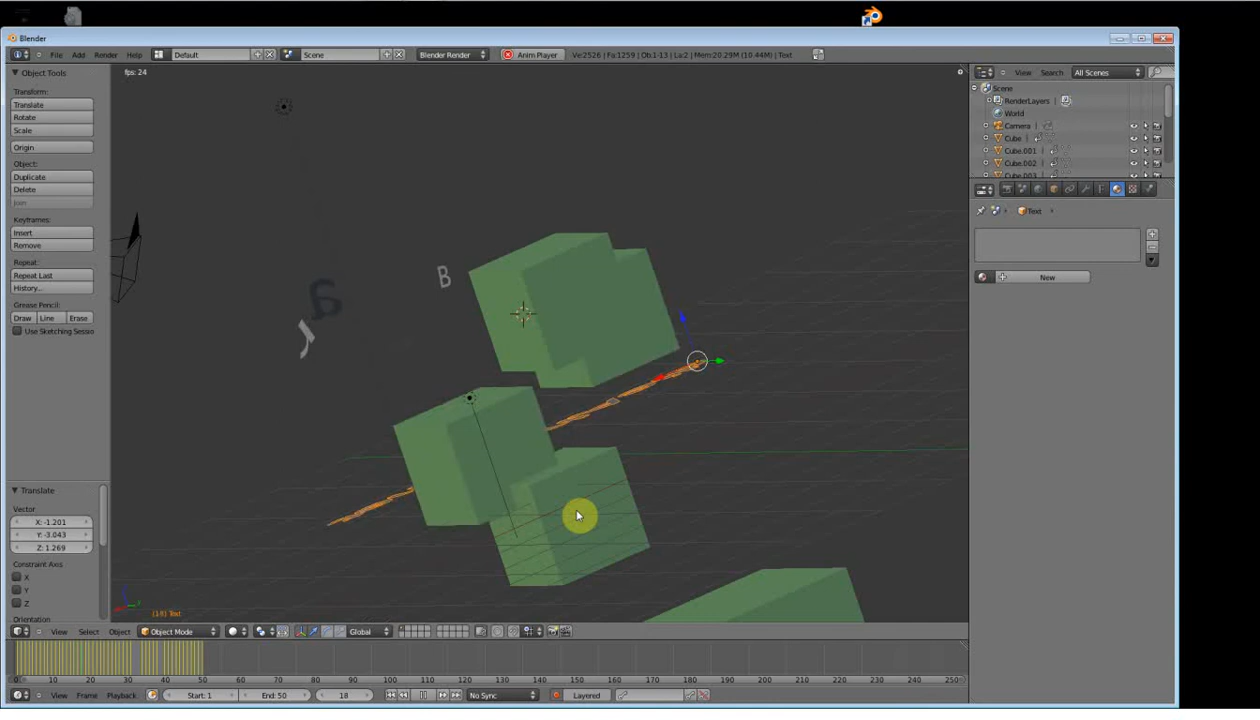 Blender
File Add Render Help Default Scene Blender Render Anim Player Ve:2526 | Fa:1259 | Ob:1-13 | La:2 | Mem:20.29M (10.44M) | Text
Object Tools
fps: 24
View Search All Scenes
Transform:
Scene
Translate
RenderLayers
Rotate
World
Scale
Camera
Cube
Origin
Cube.001
Object:
Cube.002
Duplicate
Cube.003
Delete
Join
Text
Keyframes:
Insert
Remove
Repeat:
B
Repeat Last
New
History...
a
Grease Pencil:
Draw Line Erase
Use Sketching Sessio
Translate
Vector
X: -1.201
Y: -3.043
Z: 1.269
Constraint Axis
X
Y
Z
Orientation
(18) Text
View Select Object Object Mode Global
0 10 20 30 40 50 60 70 80 90 100 110 120 130 140 150 160 170 180 190 200 210 220 230 240 250
View Frame Playback Start: 1 End: 50 18 No Sync Layered